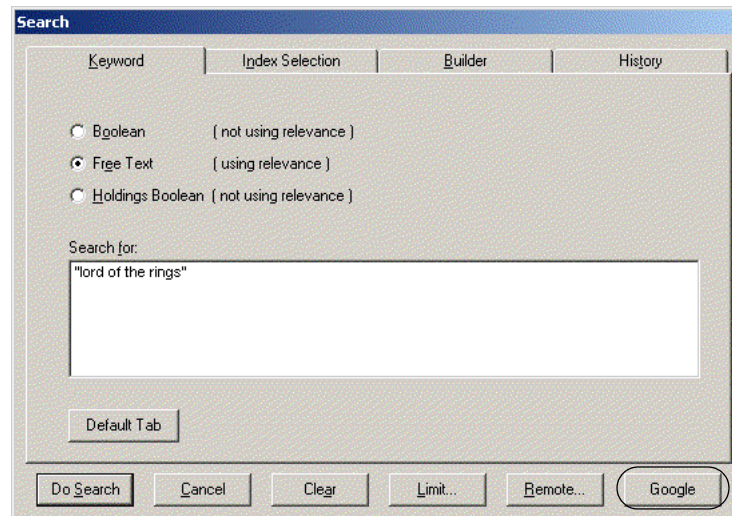 Search
Keyword Index Selection Builder History
Boolean ( not using relevance )
Free Text ( using relevance )
Holdings Boolean ( not using relevance )
Search for:
"lord of the rings"
Default Tab
Do Search Cancel Clear Limit... Remote... Google